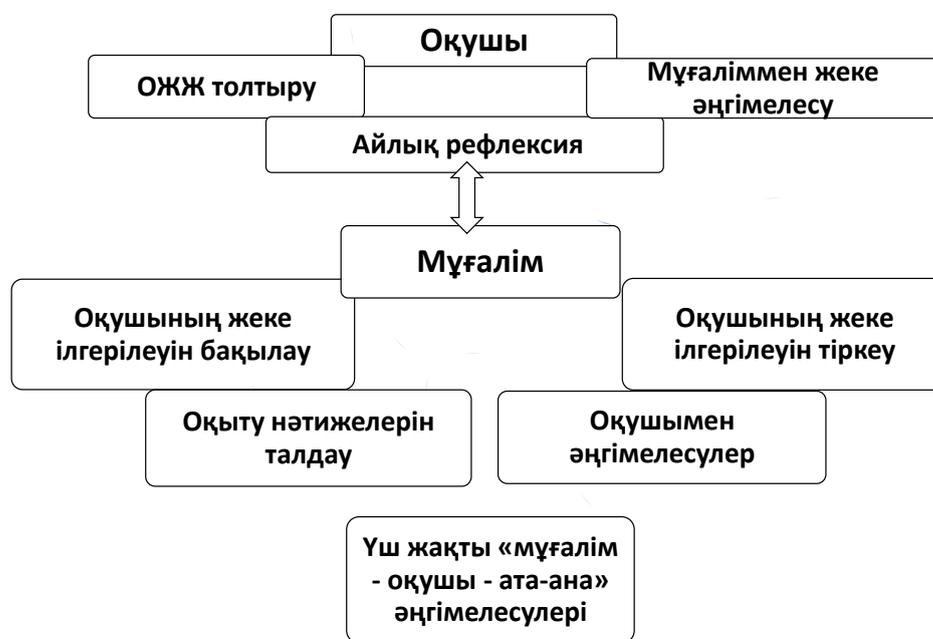 Оқушы
ОЖЖ толтыру
Мұғаліммен жеке
әңгімелесу
Айлық рефлексия
Мұғалім
Оқушының жеке
ілгерілеуін бақылау
Оқушының жеке
ілгерілеуін тіркеу
Оқыту нәтижелерін
талдау
Оқушымен
әңгімелесулер
Үш жақты «мұғалім
- оқушы - ата-ана»
әңгімелесулері